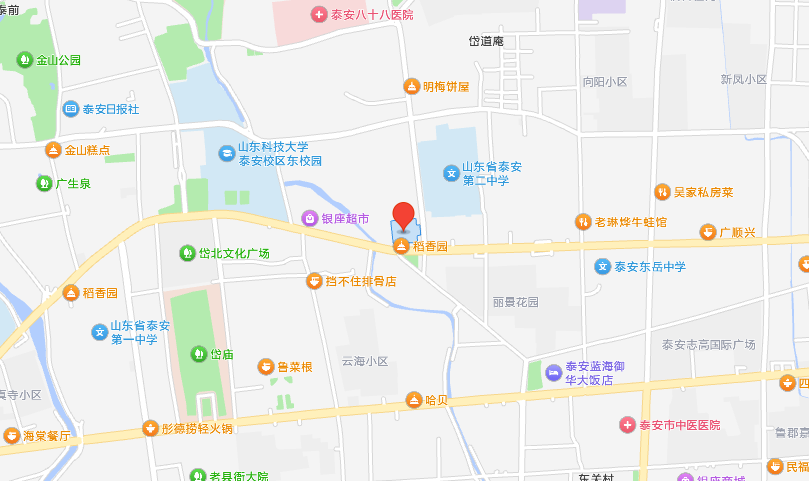 泰前
泰安八十八医院
岱道庵
金山公园
明梅饼屋
向阳小区
新凤小区
泰安日报社
金山糕点
山东科技大学
泰安校区东校园
山东省泰安
第二中学
广生泉
吴家私房菜
银座超市
老琳烨牛蛙馆
广顺兴
稻香园
岱北文化广场
泰安东岳中学
挡不住排骨店
稻香园
丽景花园
山东省泰安
第一中学
岱庙
泰安志高国际广场
云海小区
鲁菜根
泰安蓝海御
华大饭店
真寺小区
哈贝
四
彤德捞轻火锅
泰安市中医医院
海棠餐厅
鲁郡嘉
民福
老县衙大院
东关村
银座商城